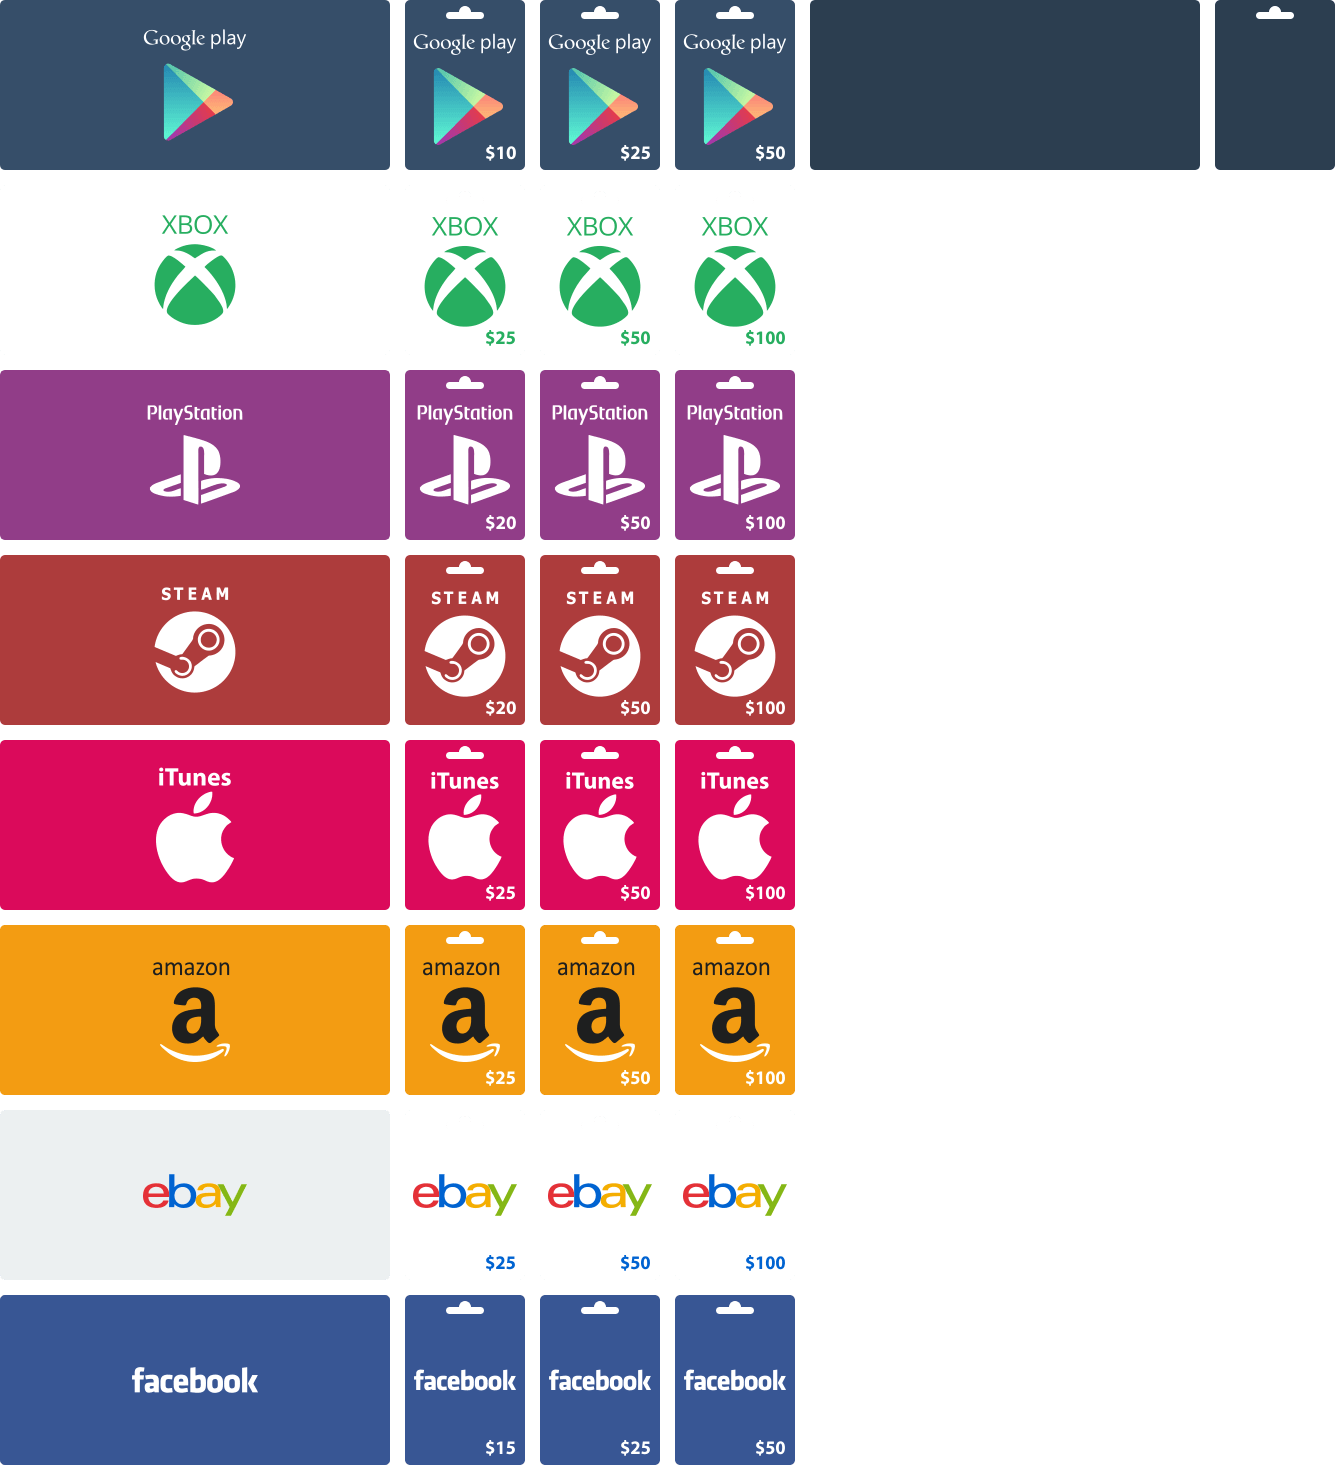 Google play
Google play
Google play
Google play
$10
$25
$50
XBOX
XBOX
XBOX
XBOX
$25
$50
$100
PlayStation
PlayStation
PlayStation
PlayStation
$20
$50
$100
STEAM
STEAM
STEAM
STEAM
$20
$50
$100
iTunes
iTunes
iTunes
iTunes
$25
$50
$100
amazon
amazon
amazon
amazon
a
a
a
a
$25
$50
$100
ebay
ebay
ebay
ebay
$25
$50
$100
facebook
facebook
facebook
facebook
$15
$25
$50